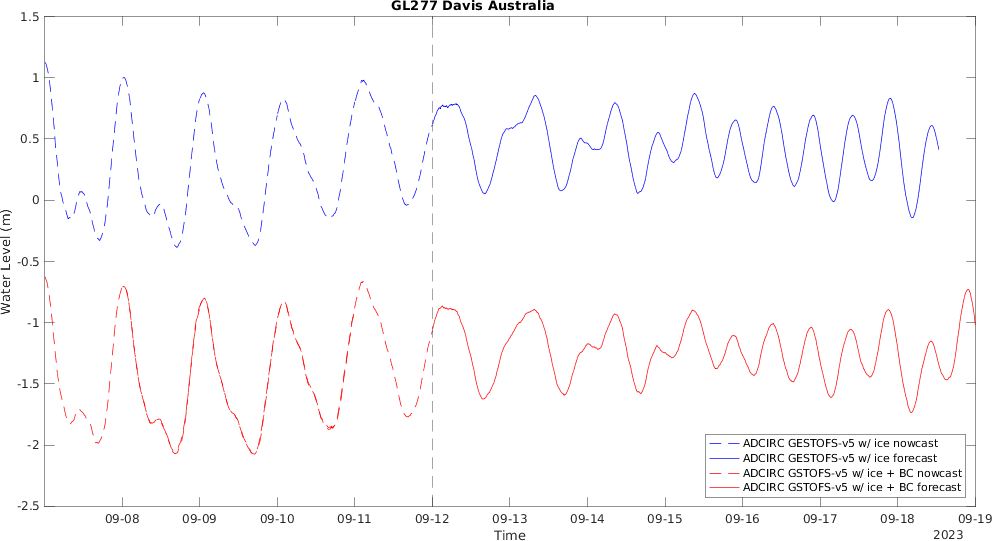 GL277 Davis Australia
1.5
1
0.5
0
-0.5
-1
-1.5
-2
-2.5
Water Level (m)
ADCIRC GESTOFS-v5 w/ ice nowcast
ADCIRC GESTOFS-v5 w/ ice forecast
ADCIRC GSTOFS-v5 w/ ice + BC nowcast
ADCIRC GSTOFS-v5 w/ ice + BC forecast
09-08 09-09 09-10 09-11 09-12 09-13 09-14 09-15 09-16 09-17 09-18 09-19
Time
2023